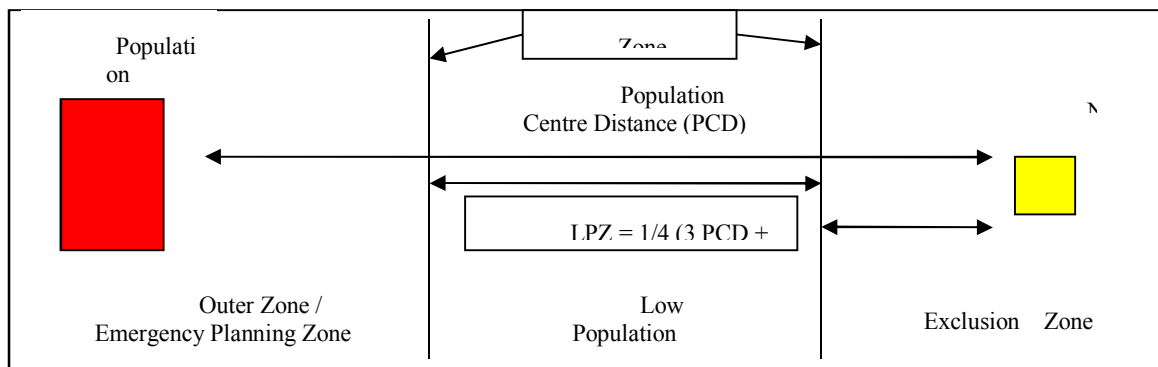 Zone
Populati
on
Population
Centre Distance (PCD)
N
LPZ = 1/4 (3 PCD +
Outer Zone /
Emergency Planning Zone
Low
Population
Exclusion Zone